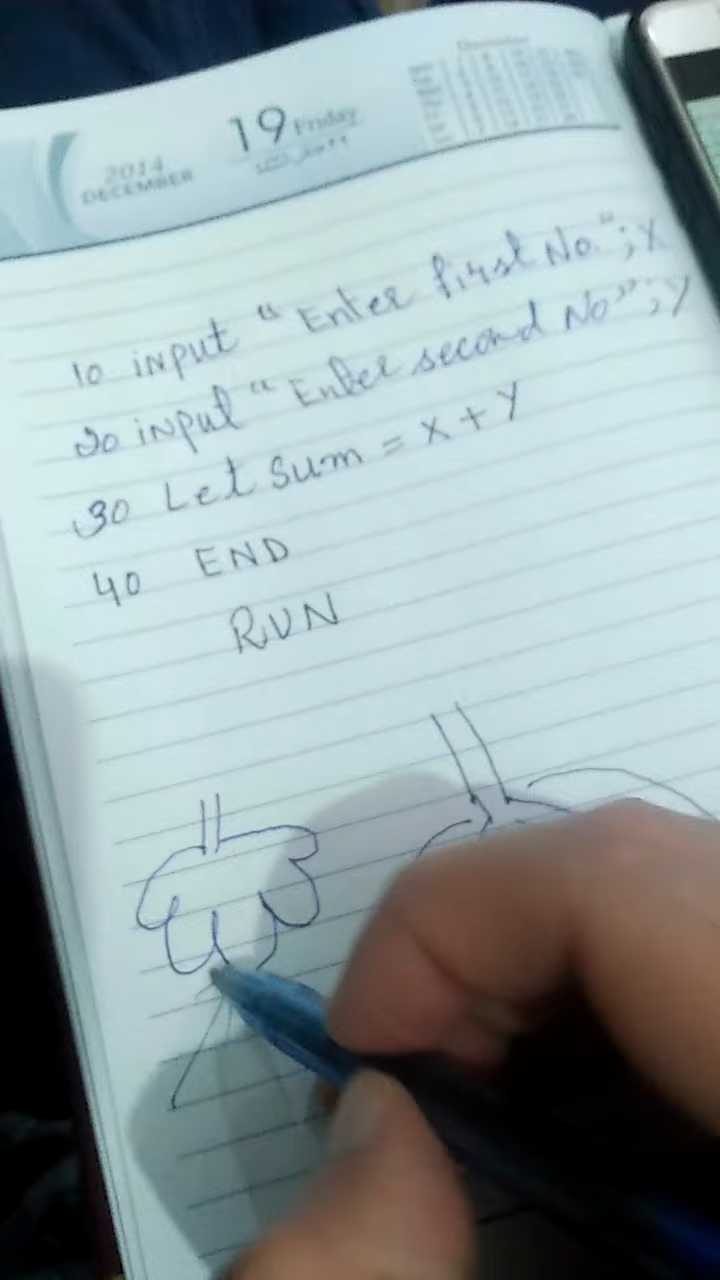 2014
DECEMBER
19 Friday
December
10 input “ Enter first No.” ; X
20 input “ Enter second No” ; Y
30 Let Sum = X + Y
40 END
RUN